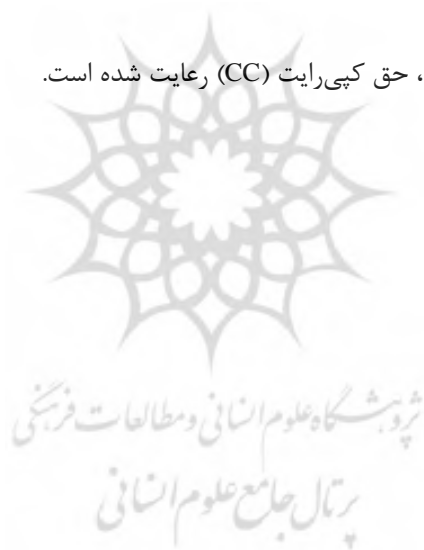 ، حق کپی‌رایت (CC) رعایت شده است.
پژوهشگاه علوم انسانی و مطالعات فرهنگی
پرتال جامع علوم انسانی